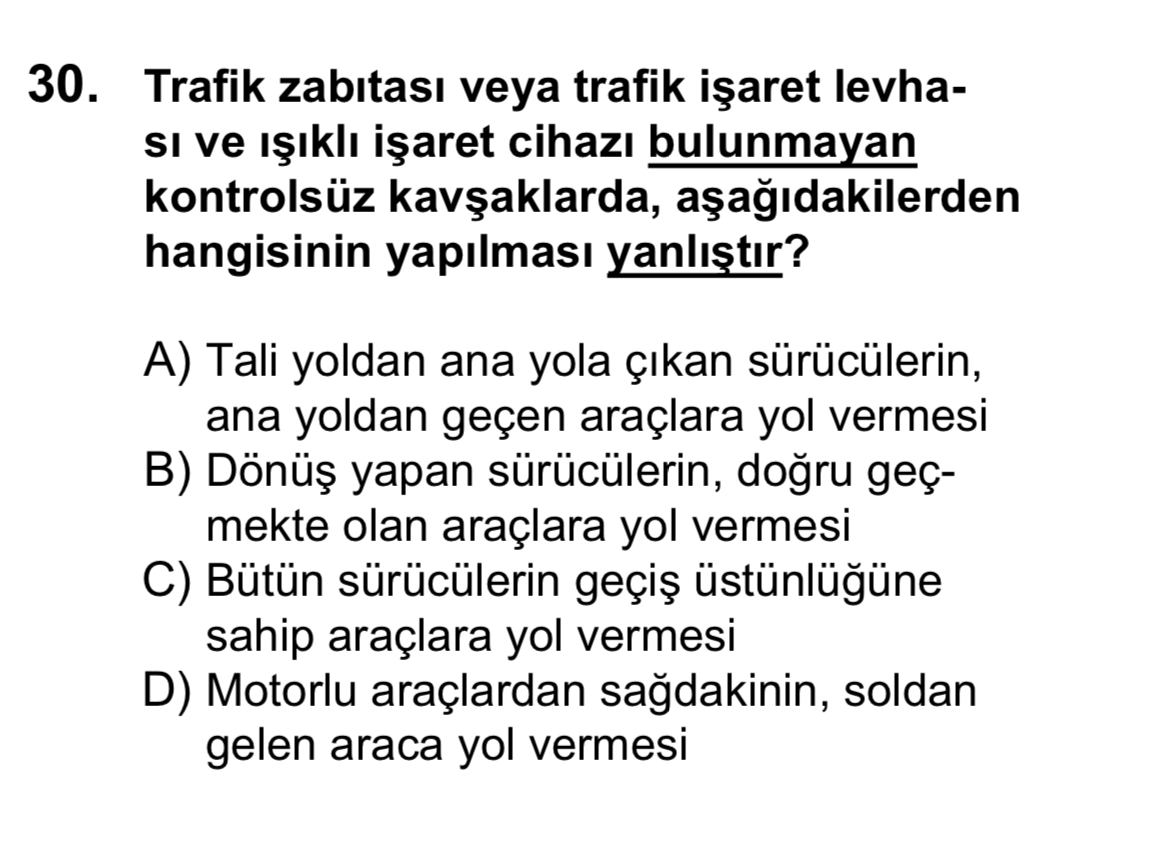 30. Trafik zabıtası veya trafik işaret levha-
sı ve ışıklı işaret cihazı bulunmayan
kontrolsüz kavşaklarda, aşağıdakilerden
hangisinin yapılması yanlıştır?
A) Tali yoldan ana yola çıkan sürücülerin,
ana yoldan geçen araçlara yol vermesi
B) Dönüş yapan sürücülerin, doğru geç-
mekte olan araçlara yol vermesi
C) Bütün sürücülerin geçiş üstünlüğüne
sahip araçlara yol vermesi
D) Motorlu araçlardan sağdakinin, soldan
gelen araca yol vermesi